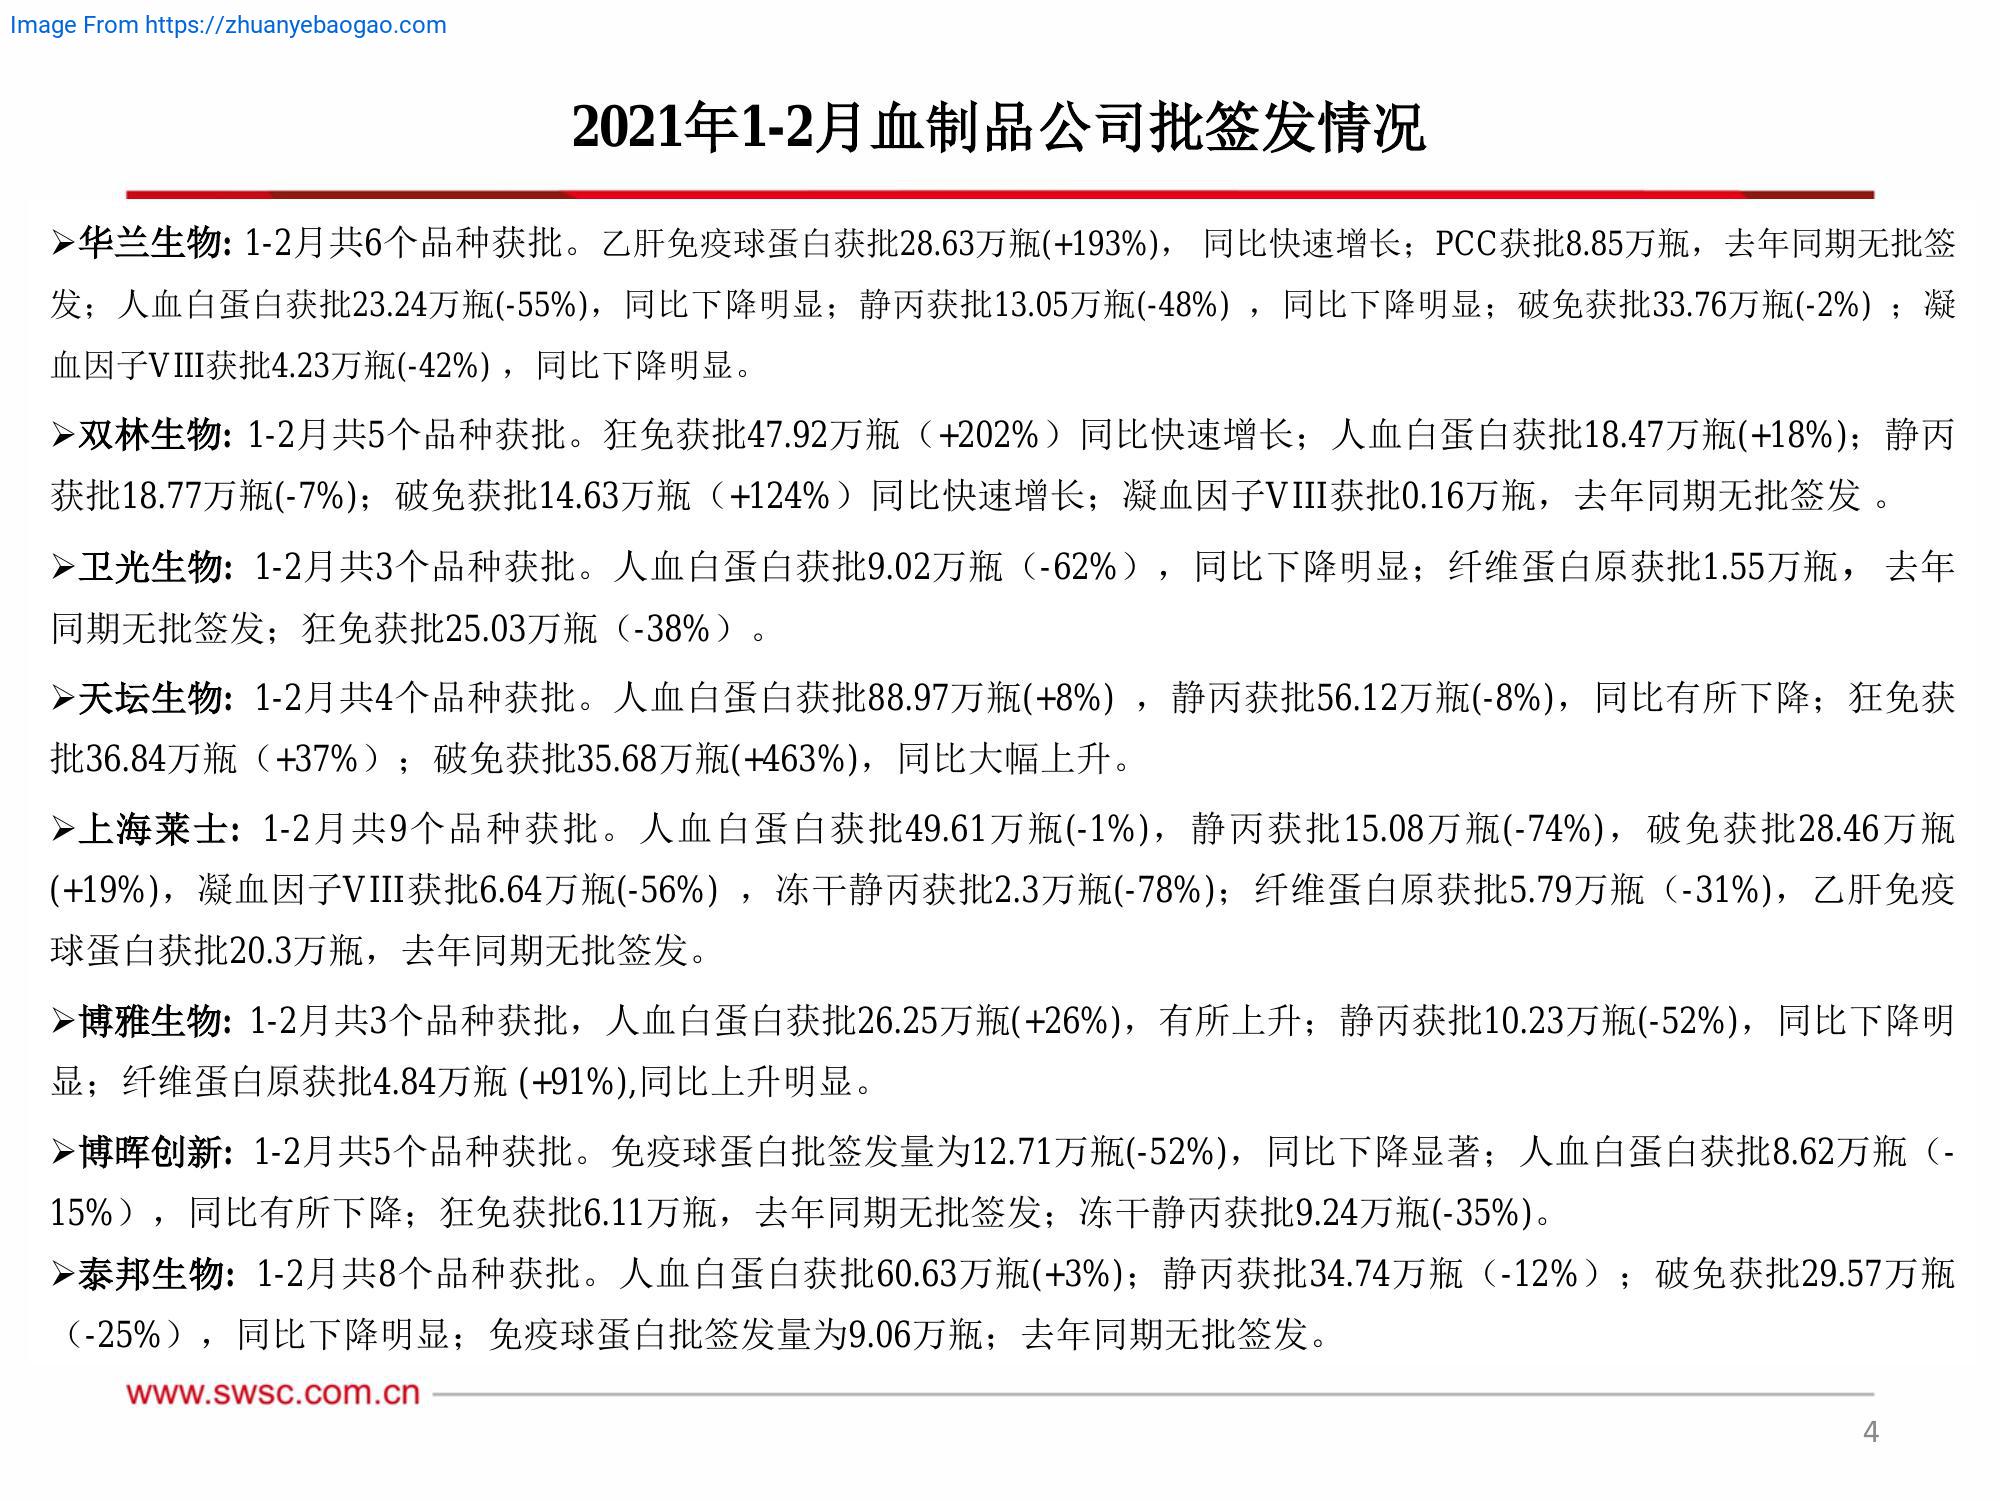 Image From https://zhuanyebaogao.com
2021年1-2月血制品公司批签发情况
➢华兰生物: 1-2月共6个品种获批。乙肝免疫球蛋白获批28.63万瓶(+193%)， 同比快速增长；PCC获批8.85万瓶，去年同期无批签
发；人血白蛋白获批23.24万瓶(-55%)，同比下降明显；静丙获批13.05万瓶(-48%) ，同比下降明显；破免获批33.76万瓶(-2%) ；凝
血因子VIII获批4.23万瓶(-42%)，同比下降明显。
➢双林生物: 1-2月共5个品种获批。狂免获批47.92万瓶（+202%）同比快速增长；人血白蛋白获批18.47万瓶(+18%)；静丙
获批18.77万瓶(-7%)；破免获批14.63万瓶（+124%）同比快速增长；凝血因子VIII获批0.16万瓶，去年同期无批签发 。
➢卫光生物: 1-2月共3个品种获批。人血白蛋白获批9.02万瓶（-62%），同比下降明显；纤维蛋白原获批1.55万瓶， 去年
同期无批签发；狂免获批25.03万瓶（-38%）。
➢天坛生物: 1-2月共4个品种获批。人血白蛋白获批88.97万瓶(+8%) ，静丙获批56.12万瓶(-8%)，同比有所下降；狂免获
批36.84万瓶（+37%）；破免获批35.68万瓶(+463%)，同比大幅上升。
➢上海莱士: 1-2月共9个品种获批。人血白蛋白获批49.61万瓶(-1%)，静丙获批15.08万瓶(-74%)，破免获批28.46万瓶
(+19%)，凝血因子VIII获批6.64万瓶(-56%) ，冻干静丙获批2.3万瓶(-78%)；纤维蛋白原获批5.79万瓶（-31%)，乙肝免疫
球蛋白获批20.3万瓶，去年同期无批签发。
➢博雅生物: 1-2月共3个品种获批，人血白蛋白获批26.25万瓶(+26%)，有所上升；静丙获批10.23万瓶(-52%)，同比下降明
显；纤维蛋白原获批4.84万瓶 (+91%),同比上升明显。
➢博晖创新: 1-2月共5个品种获批。免疫球蛋白批签发量为12.71万瓶(-52%)，同比下降显著；人血白蛋白获批8.62万瓶（-
15%），同比有所下降；狂免获批6.11万瓶，去年同期无批签发；冻干静丙获批9.24万瓶(-35%)。
➢泰邦生物: 1-2月共8个品种获批。人血白蛋白获批60.63万瓶(+3%)；静丙获批34.74万瓶（-12%）；破免获批29.57万瓶
（-25%），同比下降明显；免疫球蛋白批签发量为9.06万瓶；去年同期无批签发。
www.swsc.com.cn
4